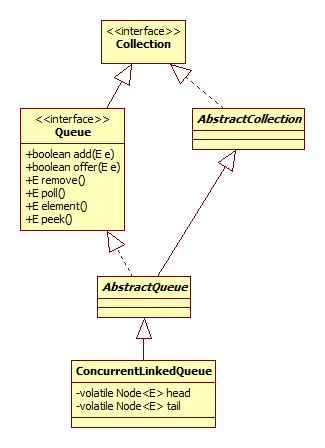 <<interface>>
Collection
<<interface>>
Queue
+boolean add(E e)
+boolean offer(E e)
+E remove()
+E poll()
+E element()
+E peek()
AbstractCollection
AbstractQueue
ConcurrentLinkedQueue
-volatile Node<E> head
-volatile Node<E> tail